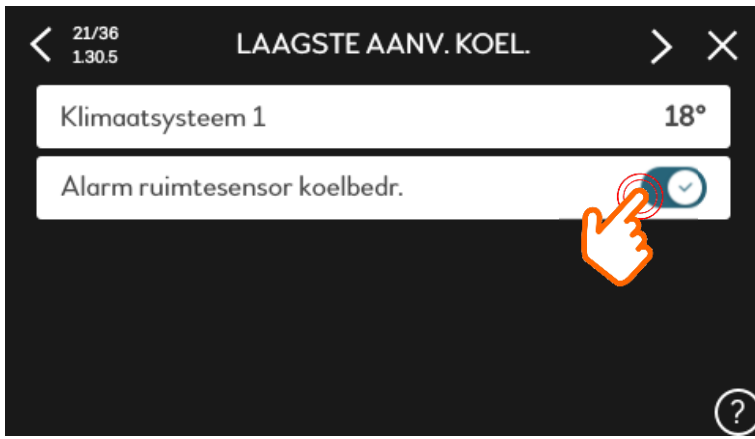 21/36
1.30.5
LAAGSTE AANV. KOEL.
Klimaatsysteem 1 18°
Alarm ruimtesensor koelbedr.
?